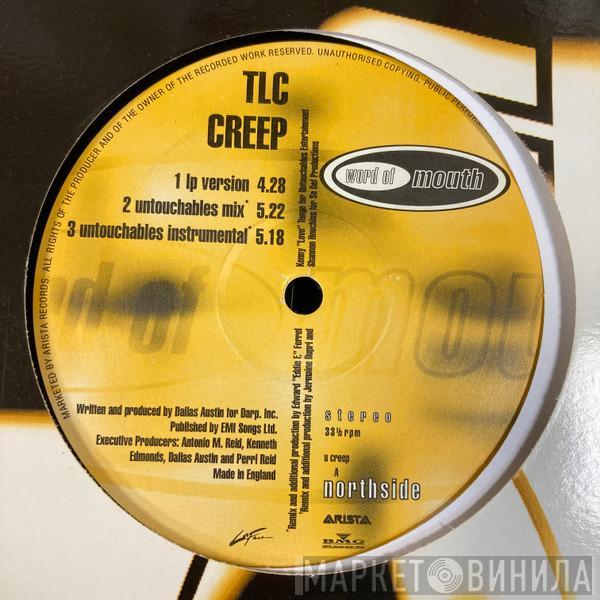 MARKETED BY ARISTA RECORDS. ALL RIGHTS OF THE PRODUCER AND OF THE OWNER OF THE RECORDED WORK RESERVED. UNAUTHORISED COPYING, PUBLIC PERFORM
TLC
CREEP
1 lp version 4.28
2 untouchables mix* 5.22
3 untouchables instrumental* 5.18
word of mouth
Kenny "Love" Tonge for Untouchables Entertainment
Shannon Houchins for So Def Productions
Written and produced by Dallas Austin for Darp. Inc.
Published by EMI Songs Ltd.
Executive Producers: Antonio M. Reid, Kenneth
Edmonds, Dallas Austin and Perri Reid
Made in England
*Remix and additional production by Edward "Eddie F." Ferrel
*Remix and additional production by Jermaine Dupri and
stereo
33⅓ rpm
u creep
A
northside
LaFace
ARISTA
BMG
МАРКЕТ ВИНИЛА